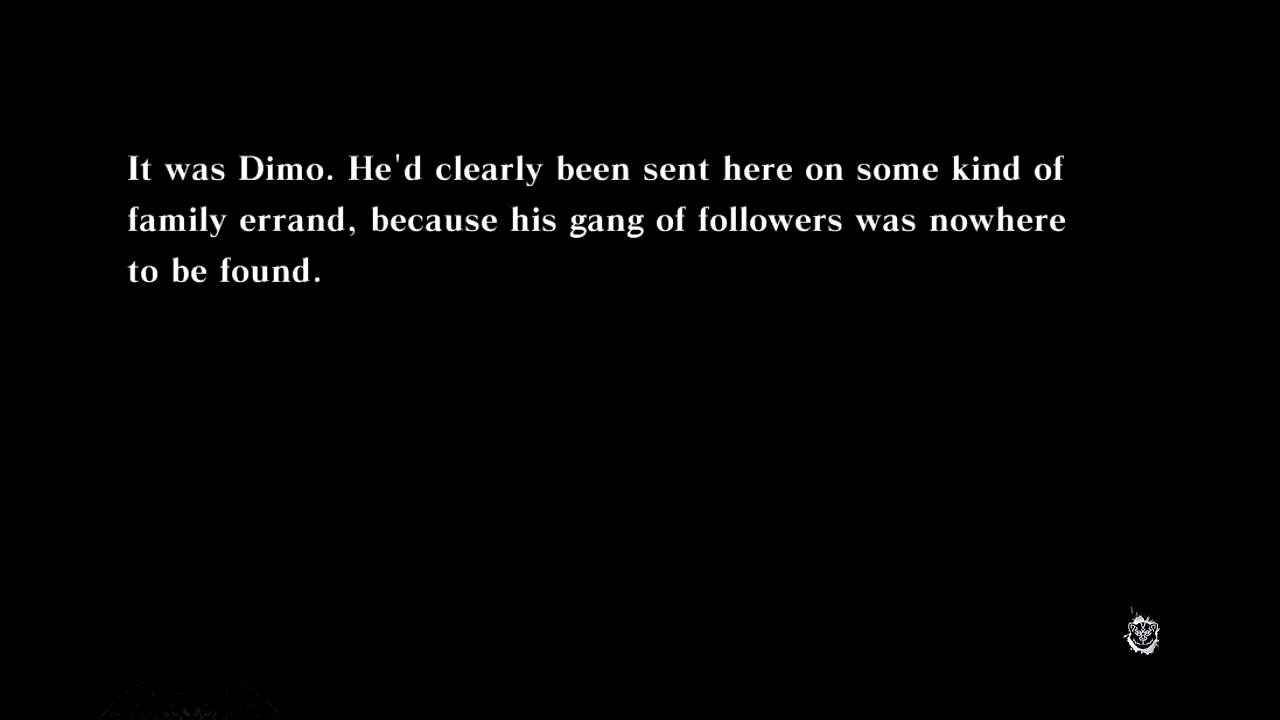 It was Dimo. He'd clearly been sent here on some kind of
family errand, because his gang of followers was nowhere
to be found.